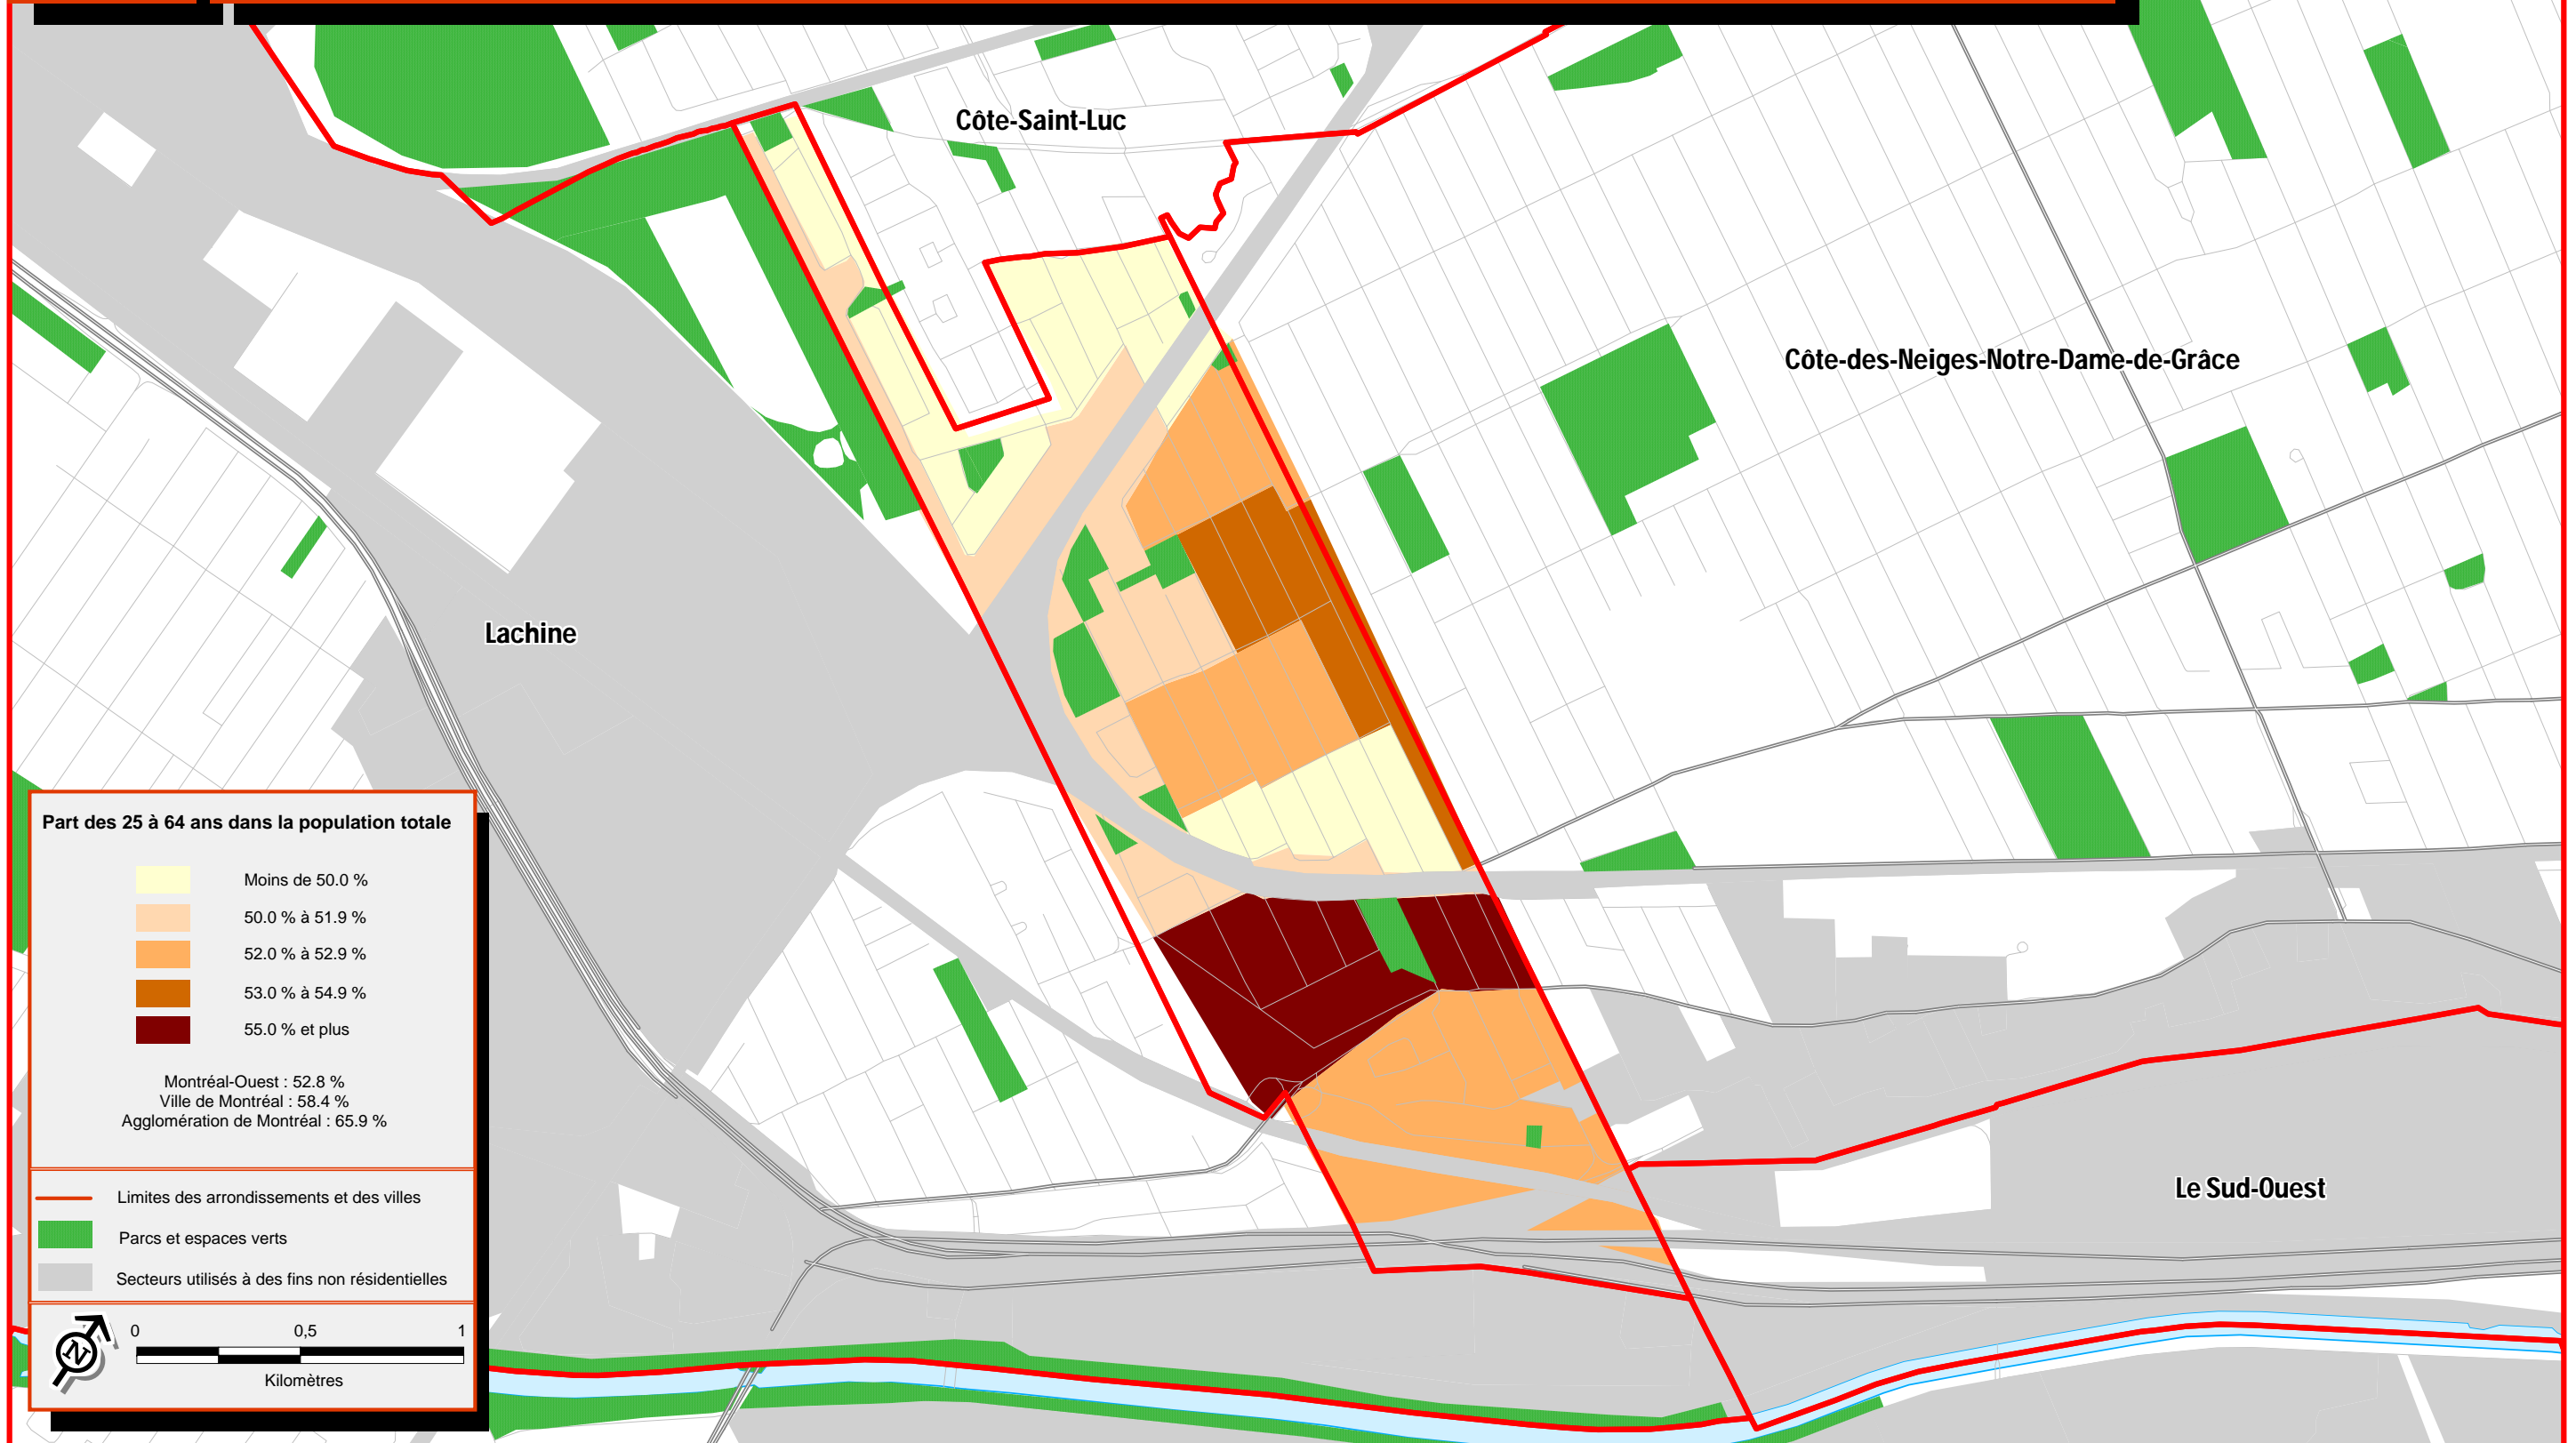 Côte-Saint-Luc
Côte-des-Neiges-Notre-Dame-de-Grâce
Lachine
Le Sud-Ouest
Part des 25 à 64 ans dans la population totale
Moins de 50.0 %
50.0 % à 51.9 %
52.0 % à 52.9 %
53.0 % à 54.9 %
55.0 % et plus
Montréal-Ouest : 52.8 %
Ville de Montréal : 58.4 %
Agglomération de Montréal : 65.9 %
Limites des arrondissements et des villes
Parcs et espaces verts
Secteurs utilisés à des fins non résidentielles
N
0 0,5 1
Kilomètres